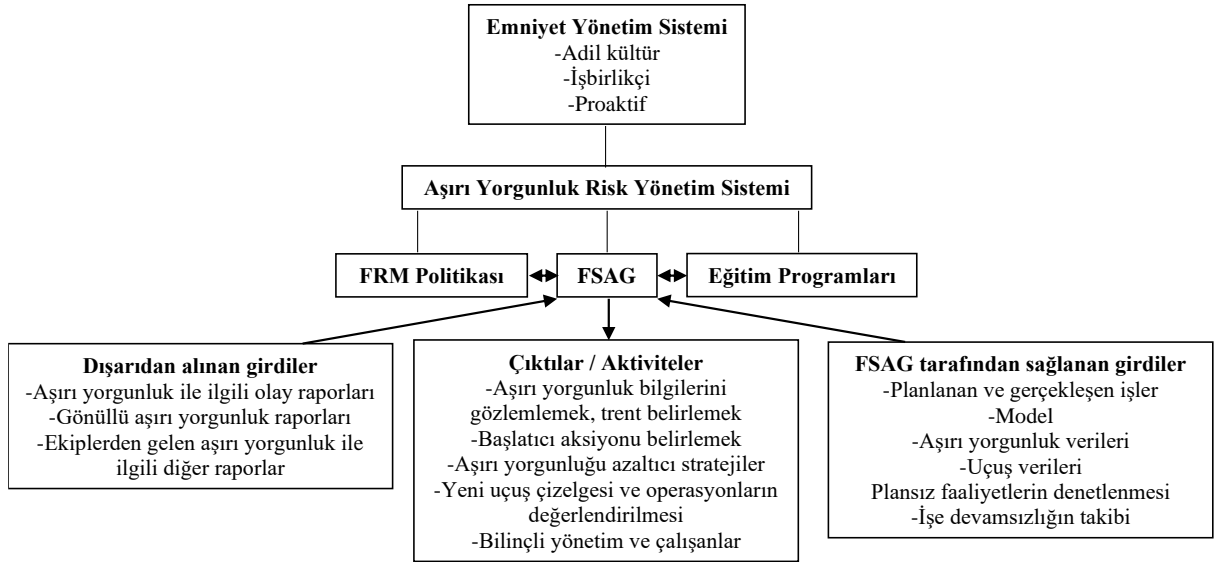 Emniyet Yönetim Sistemi
-Adil kültür
-İşbirlikçi
-Proaktif
Aşırı Yorgunluk Risk Yönetim Sistemi
FRM Politikası
FSAG
Eğitim Programları
Dışarıdan alınan girdiler
-Aşırı yorgunluk ile ilgili olay raporları
-Gönüllü aşırı yorgunluk raporları
-Ekiplerden gelen aşırı yorgunluk ile
ilgili diğer raporlar
Çıktılar / Aktiviteler
-Aşırı yorgunluk bilgilerini
gözlemlemek, trent belirlemek
-Başlatıcı aksiyonu belirlemek
-Aşırı yorgunluğu azaltıcı stratejiler
-Yeni uçuş çizelgesi ve operasyonların
değerlendirilmesi
-Bilinçli yönetim ve çalışanlar
FSAG tarafından sağlanan girdiler
-Planlanan ve gerçekleşen işler
-Model
-Aşırı yorgunluk verileri
-Uçuş verileri
Plansız faaliyetlerin denetlenmesi
-İşe devamsızlığın takibi